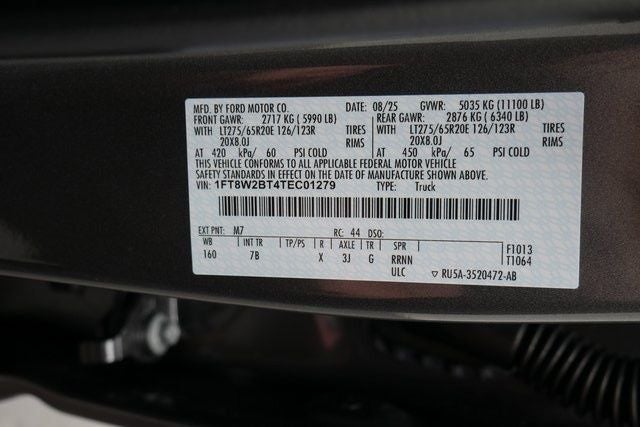 MFD. BY FORD MOTOR CO. DATE: 08/25 GVWR: 5035 KG (11100 LB)
FRONT GAWR: 2717 KG ( 5990 LB) REAR GAWR: 2876 KG ( 6340 LB)
WITH LT275/65R20E 126/123R TIRES WITH LT275/65R20E 126/123R TIRES
20X8.0J RIMS 20X8.0J RIMS
AT 420 kPa/ 60 PSI COLD AT 450 kPa/ 65 PSI COLD
THIS VEHICLE CONFORMS TO ALL APPLICABLE FEDERAL MOTOR VEHICLE
SAFETY STANDARDS IN EFFECT ON THE DATE OF MANUFACTURE SHOWN ABOVE.
VIN: 1FT8W2BT4TEC01279 TYPE: Truck
EXT PNT: M7 RC: 44 DSO:
WB INT TR TP/PS R AXLE TR SPR F1013
160 7B X 3J G RRNN T1064
ULC ▽ RU5A-3520472-AB